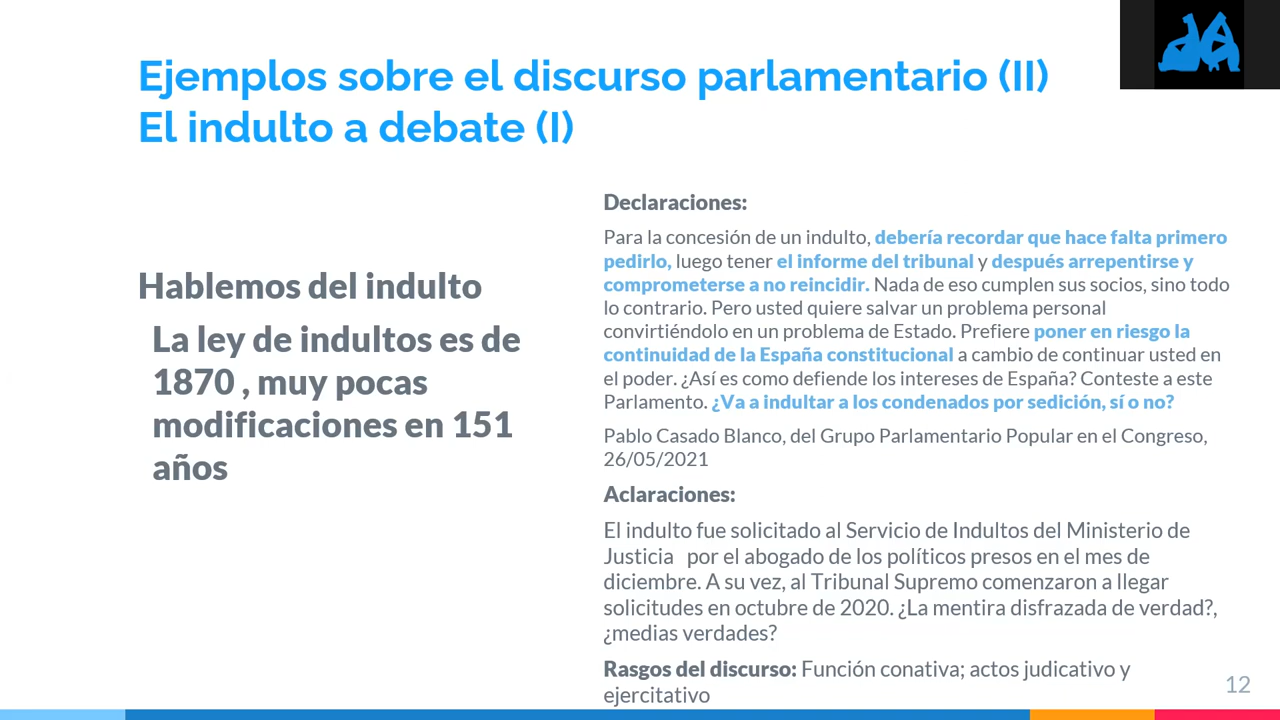 Ejemplos sobre el discurso parlamentario (II)
El indulto a debate (I)
Hablemos del indulto
La ley de indultos es de
1870 , muy pocas
modificaciones en 151
años
Declaraciones:
Para la concesión de un indulto, debería recordar que hace falta primero
pedirlo, luego tener el informe del tribunal y después arrepentirse y
comprometerse a no reincidir. Nada de eso cumplen sus socios, sino todo
lo contrario. Pero usted quiere salvar un problema personal
convirtiéndolo en un problema de Estado. Prefiere poner en riesgo la
continuidad de la España constitucional a cambio de continuar usted en
el poder. ¿Así es como defiende los intereses de España? Conteste a este
Parlamento. ¿Va a indultar a los condenados por sedición, sí o no?
Pablo Casado Blanco, del Grupo Parlamentario Popular en el Congreso,
26/05/2021
Aclaraciones:
El indulto fue solicitado al Servicio de Indultos del Ministerio de
Justicia por el abogado de los políticos presos en el mes de
diciembre. A su vez, al Tribunal Supremo comenzaron a llegar
solicitudes en octubre de 2020. ¿La mentira disfrazada de verdad?,
¿medias verdades?
Rasgos del discurso: Función conativa; actos judicativo y
ejercitativo
12